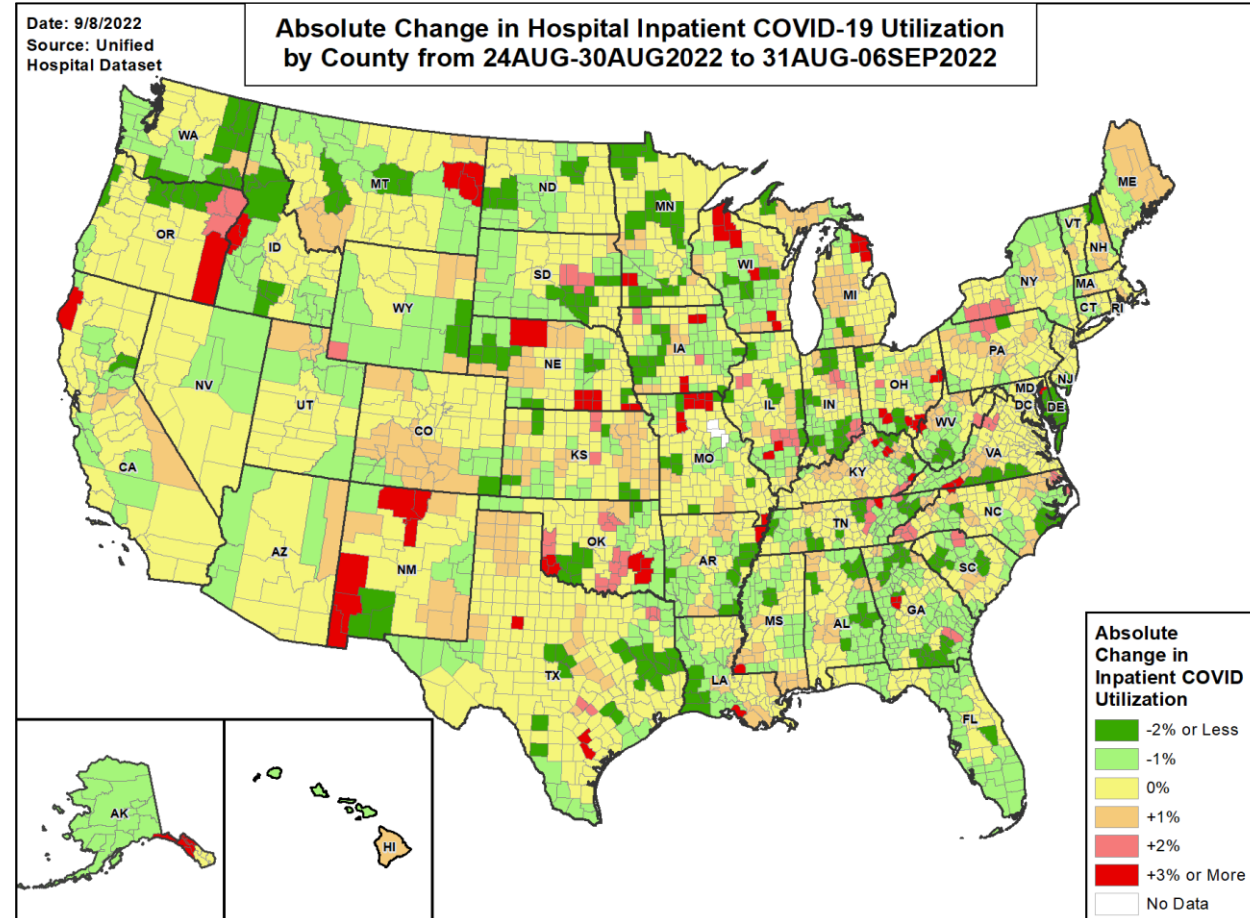 Date: 9/8/2022
Source: Unified
Hospital Dataset
Absolute Change in Hospital Inpatient COVID-19 Utilization
by County from 24AUG-30AUG2022 to 31AUG-06SEP2022
WA
MT
ND
MN
ME
OR
ID
SD
WI
VT
NH
NY
MA
CT
RI
WY
MI
IA
NE
PA
NV
UT
IL
IN
OH
NJ
MD
DC
DE
CO
WV
CA
KS
MO
KY
VA
AZ
NM
OK
AR
TN
NC
SC
MS
AL
GA
TX
LA
FL
AK
HI
Absolute
Change in
Inpatient COVID
Utilization
-2% or Less
-1%
0%
+1%
+2%
+3% or More
No Data